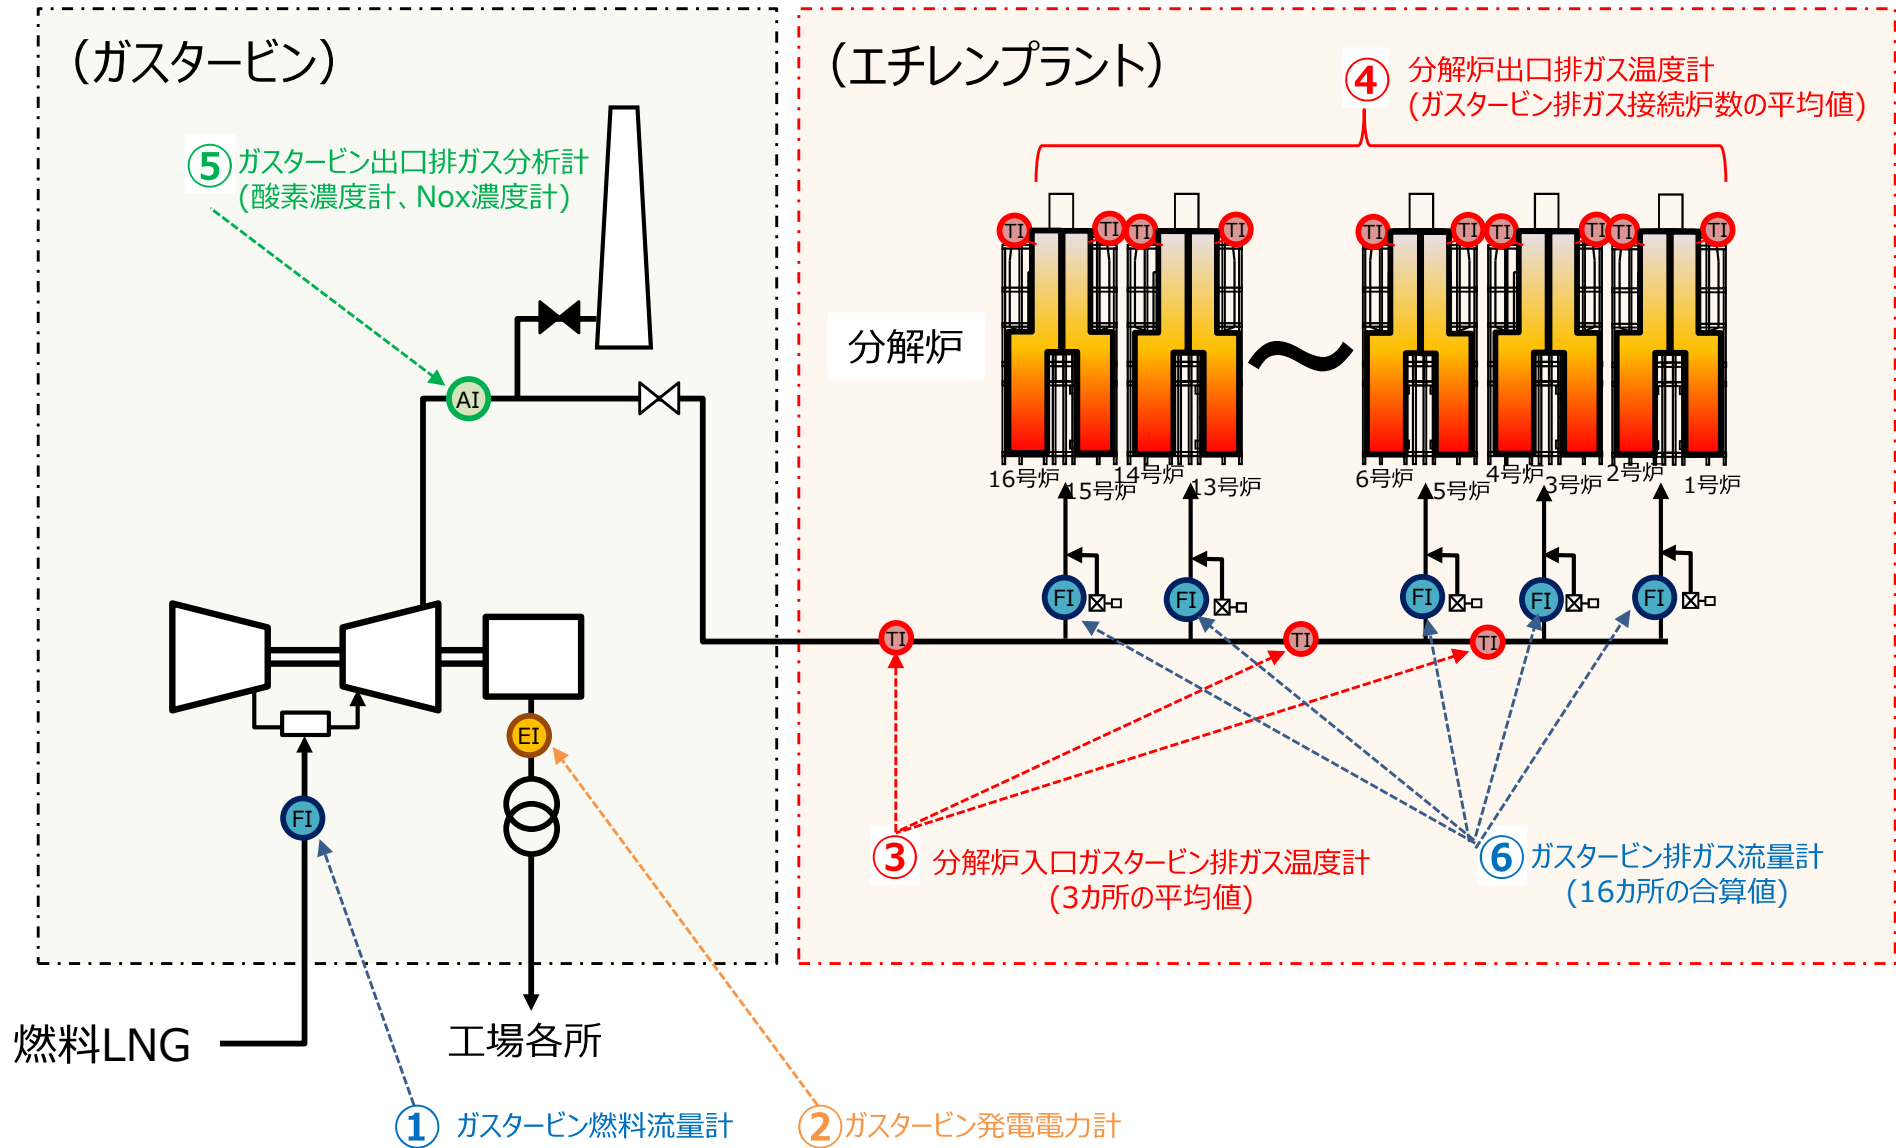 (ガスタービン)
(エチレンプラント)
④ 分解炉出口排ガス温度計
(ガスタービン排ガス接続炉数の平均値)
⑤ ガスタービン出口排ガス分析計
(酸素濃度計、Nox濃度計)
TI TI TI TI TI TI TI TI TI TI
分解炉
AI
16号炉 15号炉 14号炉 13号炉 6号炉 5号炉 4号炉 3号炉 2号炉 1号炉
FI FI FI FI FI
TI TI TI
EI
FI
③ 分解炉入口ガスタービン排ガス温度計
(3カ所の平均値)
⑥ ガスタービン排ガス流量計
(16カ所の合算値)
燃料LNG
工場各所
① ガスタービン燃料流量計
② ガスタービン発電電力計